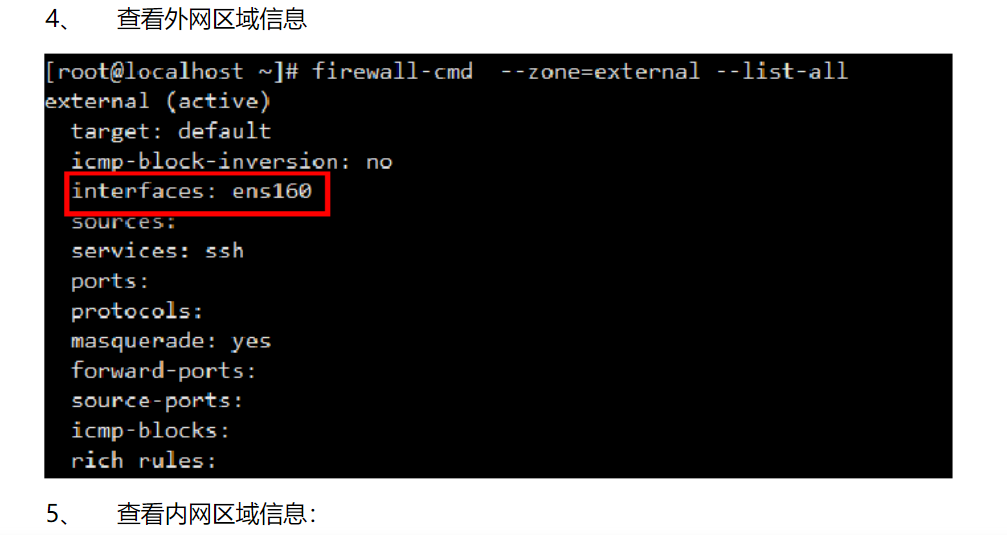 4、 查看外网区域信息
[root@localhost ~]# firewall-cmd  --zone=external --list-all
external (active)
  target: default
  icmp-block-inversion: no
  interfaces: ens160
  sources:
  services: ssh
  ports:
  protocols:
  masquerade: yes
  forward-ports:
  source-ports:
  icmp-blocks:
  rich rules:
5、 查看内网区域信息：